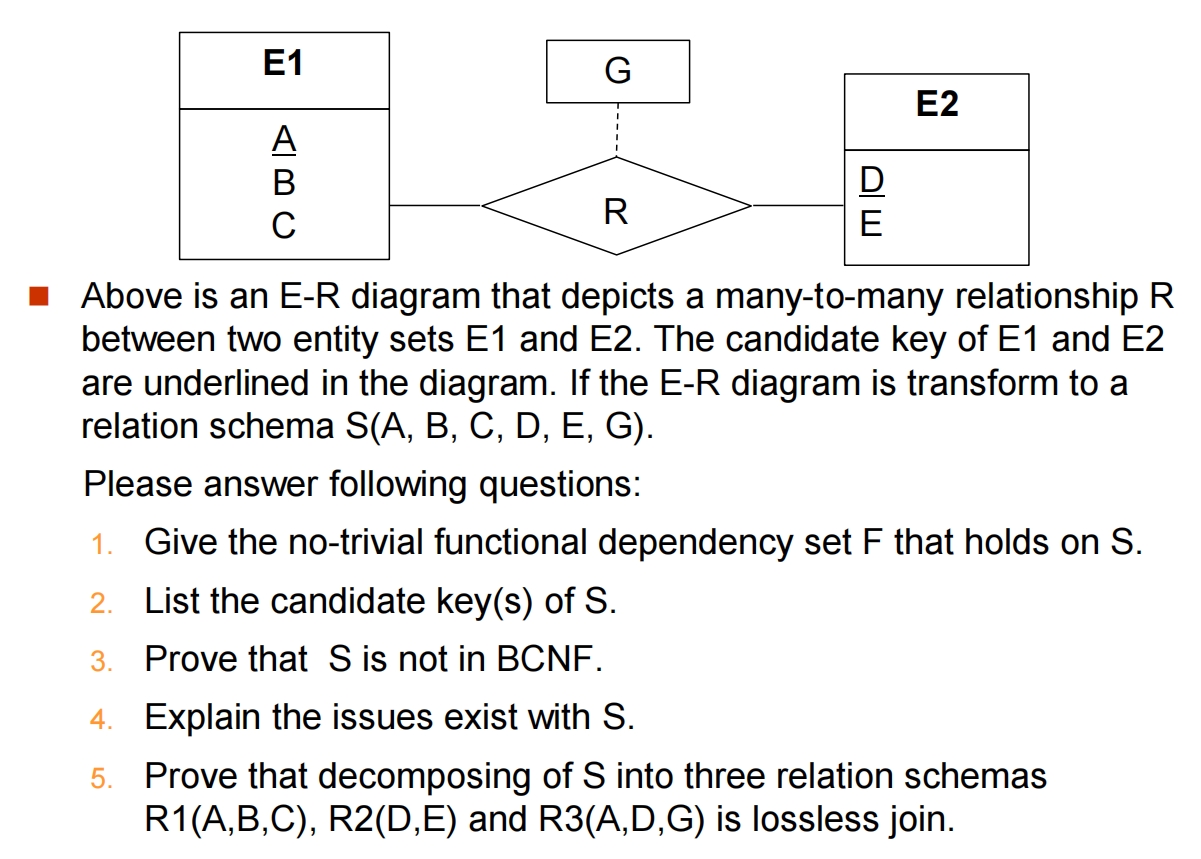 E1
A
B
C
G
R
E2
D
E
■ Above is an E-R diagram that depicts a many-to-many relationship R
between two entity sets E1 and E2. The candidate key of E1 and E2
are underlined in the diagram. If the E-R diagram is transform to a
relation schema S(A, B, C, D, E, G).
Please answer following questions:
1. Give the no-trivial functional dependency set F that holds on S.
2. List the candidate key(s) of S.
3. Prove that S is not in BCNF.
4. Explain the issues exist with S.
5. Prove that decomposing of S into three relation schemas
R1(A,B,C), R2(D,E) and R3(A,D,G) is lossless join.